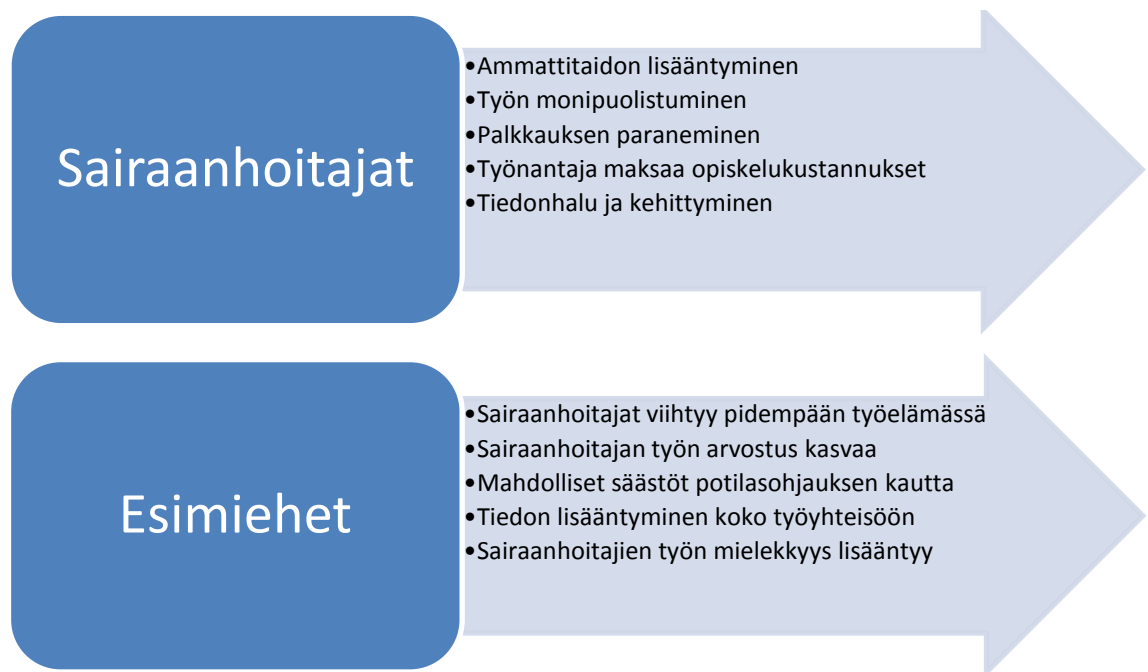 Sairaanhoitajat
•Ammattitaidon lisääntyminen
•Työn monipuolistuminen
•Palkkauksen paraneminen
•Työnantaja maksaa opiskelukustannukset
•Tiedonhalu ja kehittyminen
Esimiehet
•Sairaanhoitajat viihtyy pidempään työelämässä
•Sairaanhoitajan työn arvostus kasvaa
•Mahdolliset säästöt potilasohjauksen kautta
•Tiedon lisääntyminen koko työyhteisöön
•Sairaanhoitajien työn mielekkyys lisääntyy